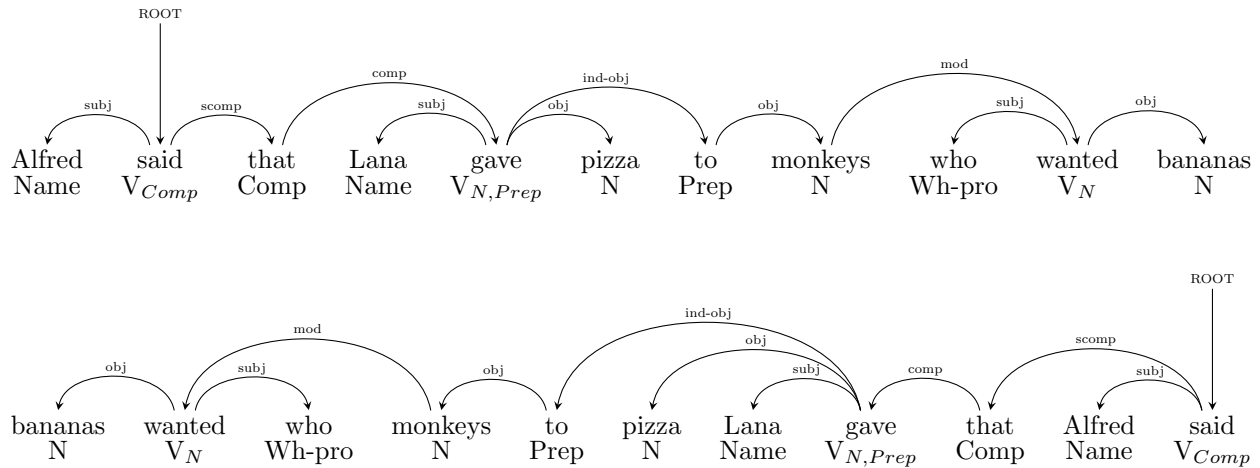 ROOT
comp ind-obj mod
subj scomp subj obj obj subj obj
Alfred said that Lana gave pizza to monkeys who wanted bananas
Name V_Comp Comp Name V_N,Prep N Prep N Wh-pro V_N N
ROOT
ind-obj
mod obj scomp
obj subj obj subj comp subj
bananas wanted who monkeys to pizza Lana gave that Alfred said
N V_N Wh-pro N Prep N Name V_N,Prep Comp Name V_Comp